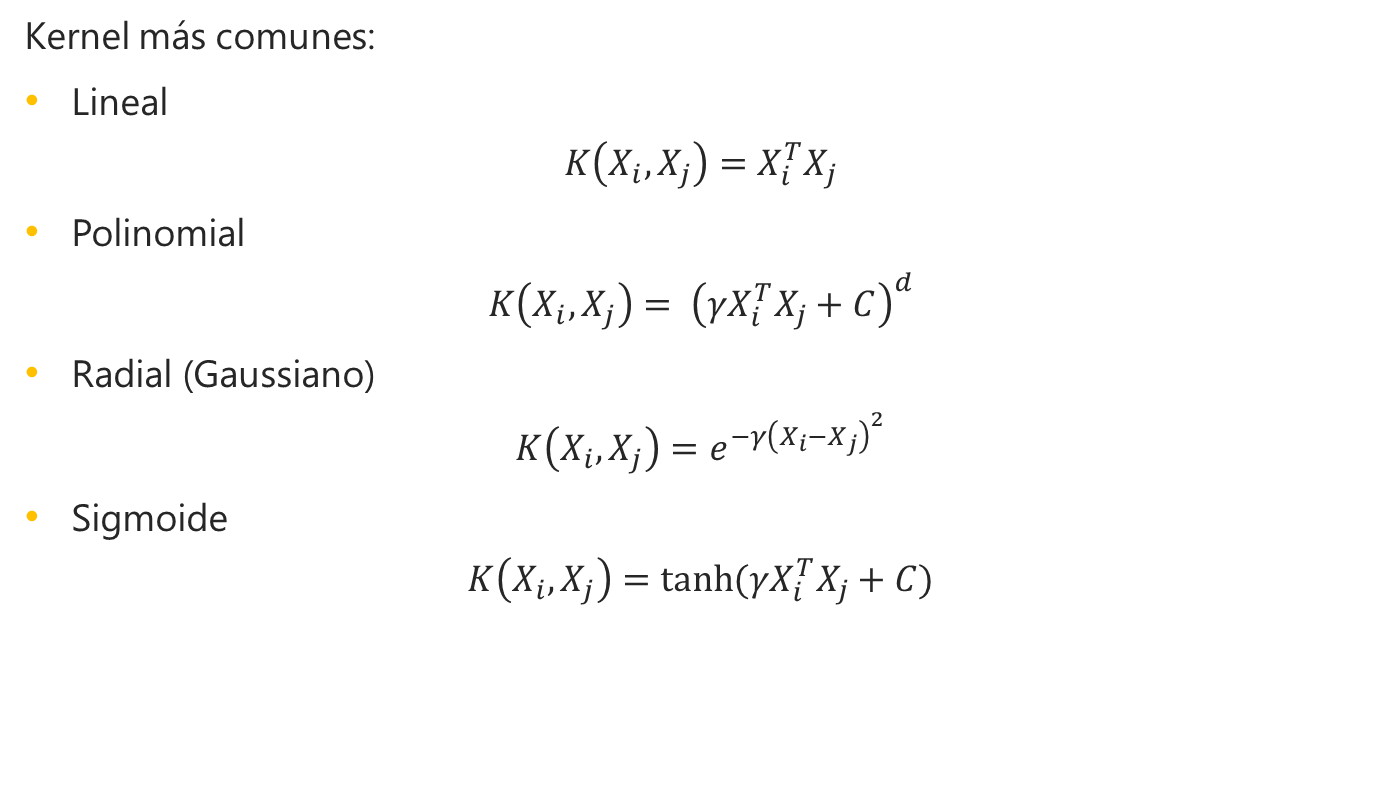 Kernel más comunes:
• Lineal
K(X_i, X_j) = X_i^T X_j
• Polinomial
K(X_i, X_j) = (γX_i^T X_j + C)^d
• Radial (Gaussiano)
K(X_i, X_j) = e^{−γ(X_i−X_j)^2}
• Sigmoide
K(X_i, X_j) = tanh(γX_i^T X_j + C)